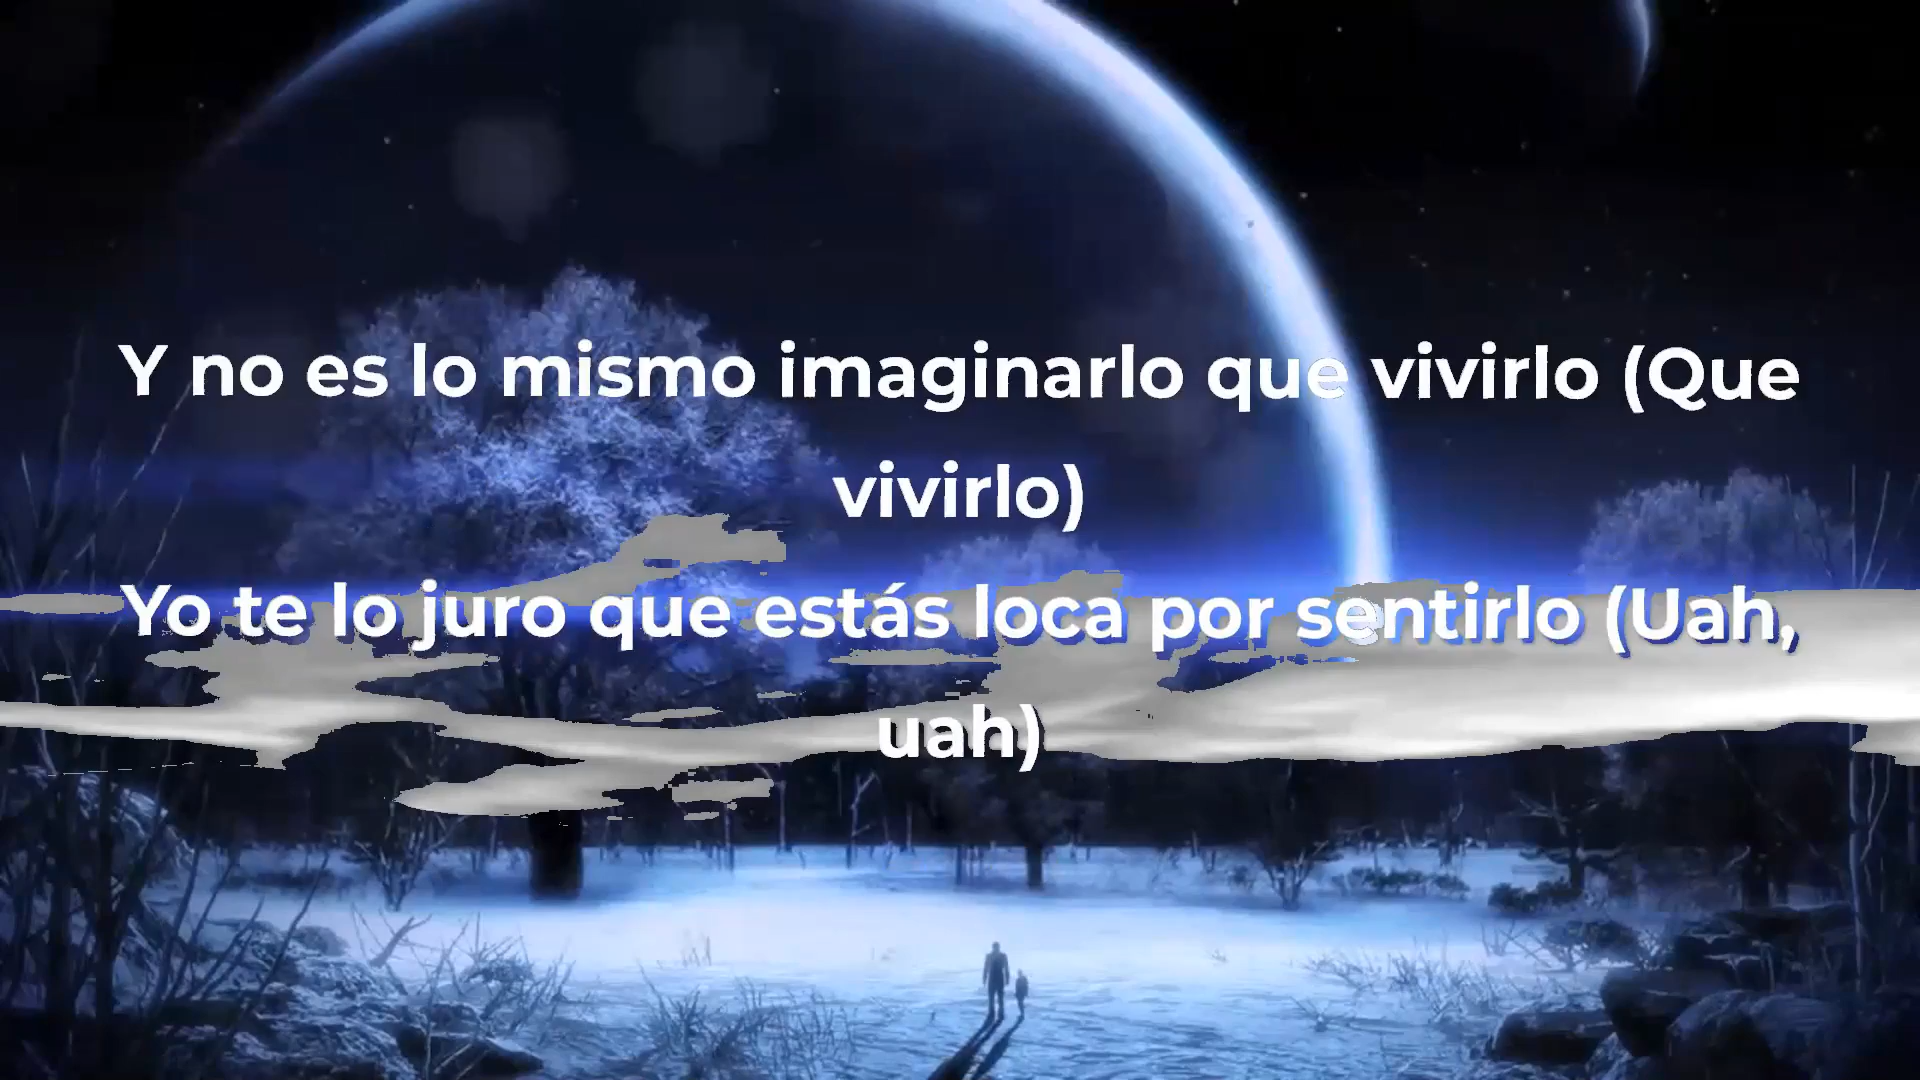 Y no es lo mismo imaginarlo que vivirlo (Que
vivirlo)
Yo te lo juro que estás loca por sentirlo (Uah,
uah)